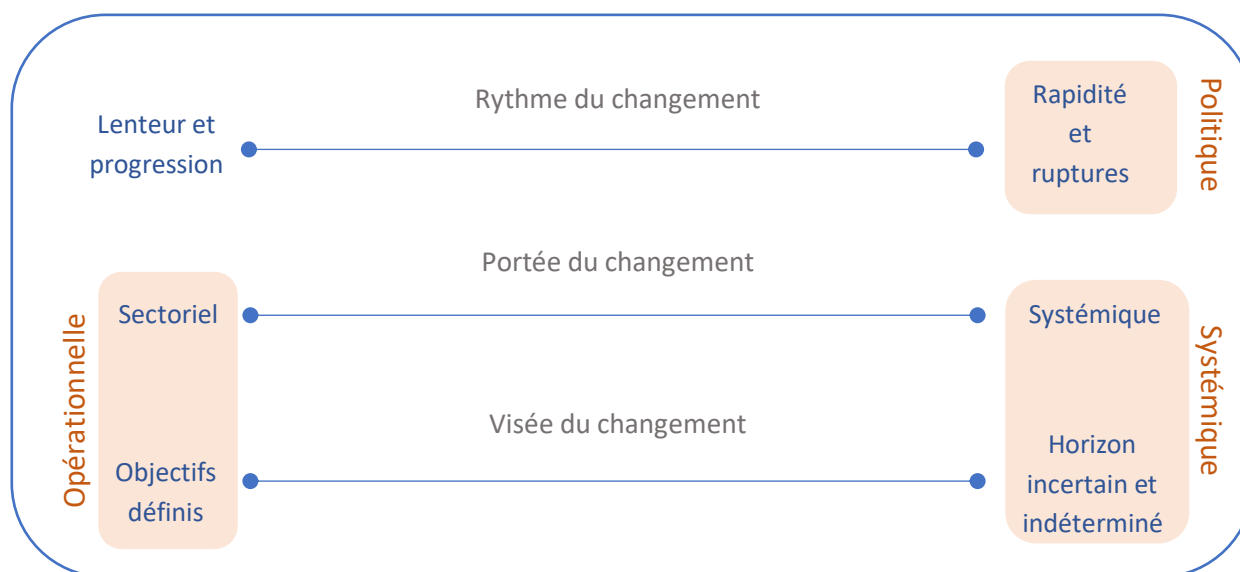 Rythme du changement
Lenteur et
progression
Rapidité
et
ruptures
Politique
Portée du changement
Opérationnelle
Sectoriel
Systémique
Systémique
Visée du changement
Objectifs
définis
Horizon
incertain et
indéterminé